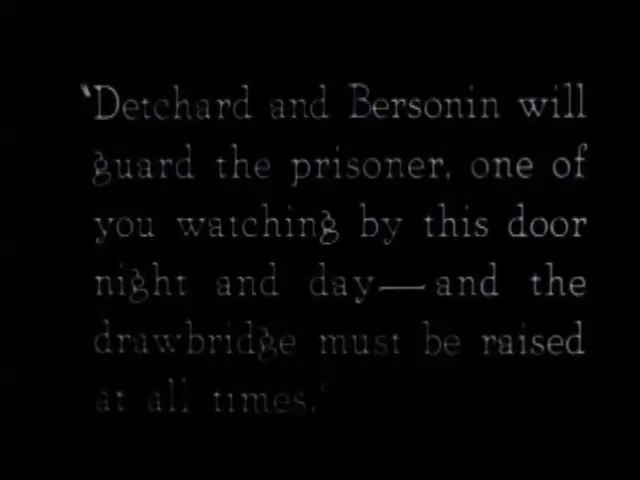 ‘Detchard and Bersonin will
guard the prisoner, one of
you watching by this door
night and day—and the
drawbridge must be raised
at all times.’